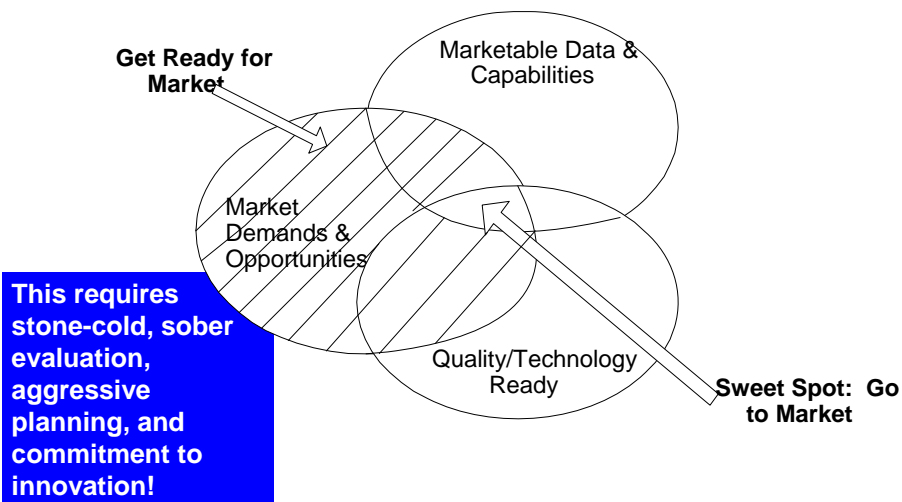 Get Ready for
Market
Marketable Data &
Capabilities
Market
Demands &
Opportunities
This requires
stone-cold, sober
evaluation,
aggressive
planning, and
commitment to
innovation!
Quality/Technology
Ready
Sweet Spot:  Go
to Market